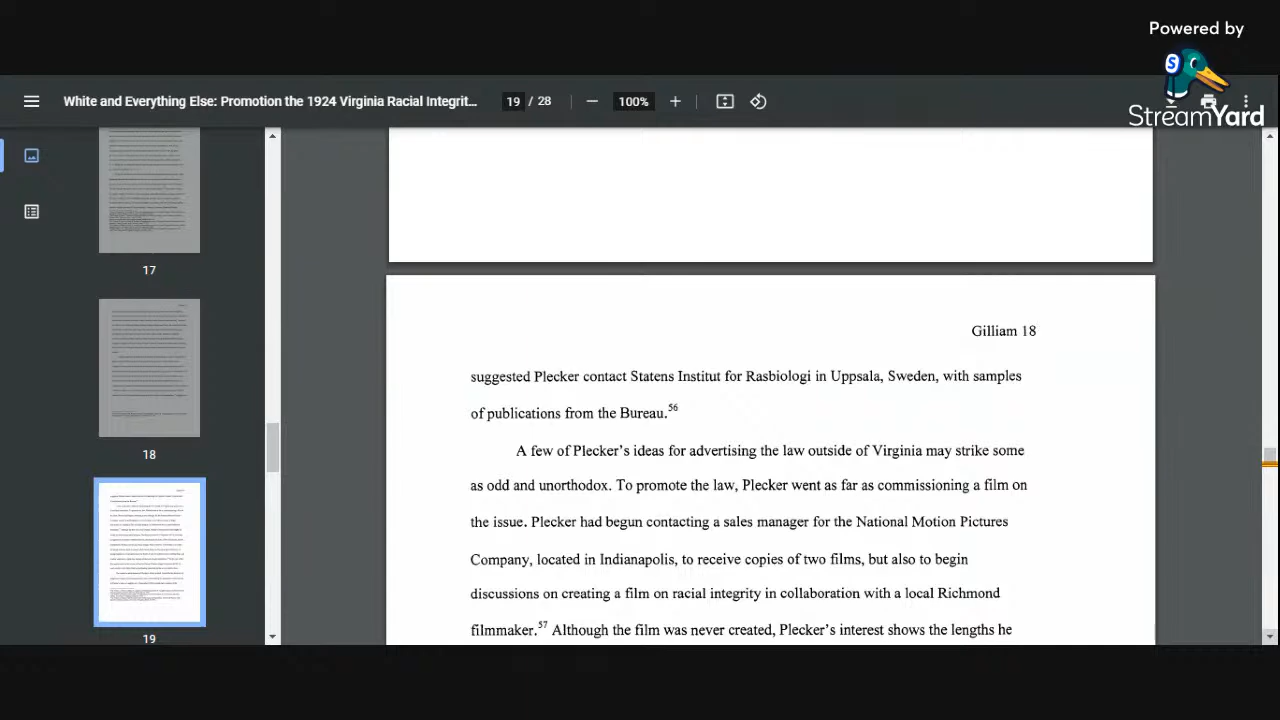 Powered by
StreamYard
White and Everything Else: Promotion the 1924 Virginia Racial Integrit...
19 / 28
100%
17
18
19
Gilliam 18
suggested Plecker contact Statens Institut for Rasbiologi in Uppsala, Sweden, with samples
of publications from the Bureau.56
A few of Plecker's ideas for advertising the law outside of Virginia may strike some
as odd and unorthodox. To promote the law, Plecker went as far as commissioning a film on
the issue. Plecker had begun contacting a sales manager for the National Motion Pictures
Company, located in Indianapolis, to receive copies of two films, but also to begin
discussions on creating a film on racial integrity in collaboration with a local Richmond
filmmaker.57 Although the film was never created, Plecker's interest shows the lengths he